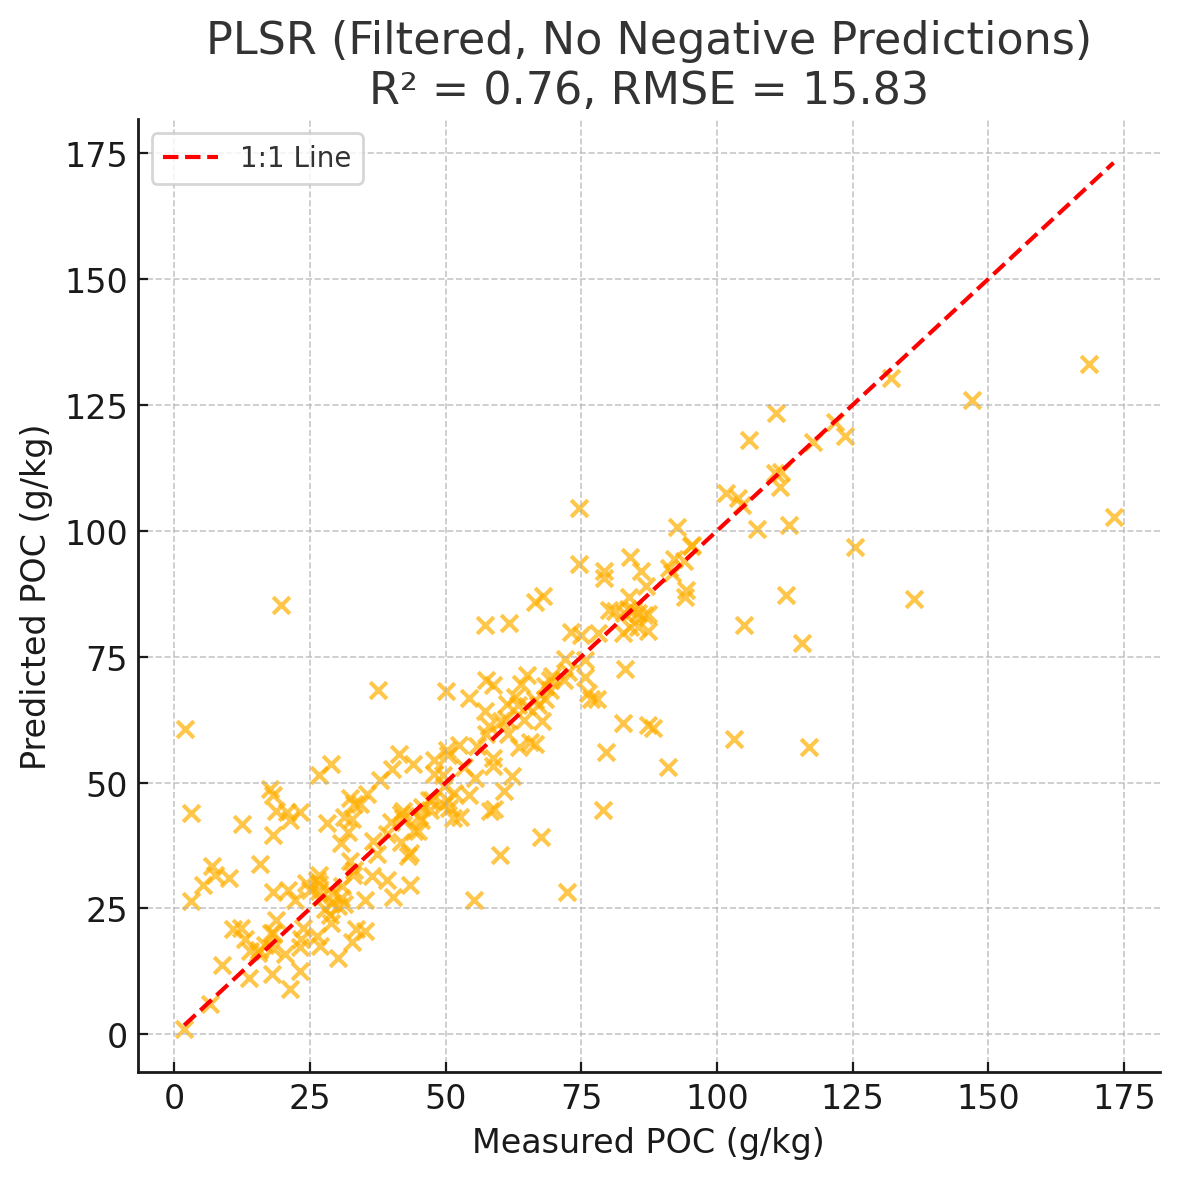 PLSR (Filtered, No Negative Predictions)
R² = 0.76, RMSE = 15.83
1:1 Line
175
150
125
100
75
50
25
0
Predicted POC (g/kg)
0 25 50 75 100 125 150 175
Measured POC (g/kg)